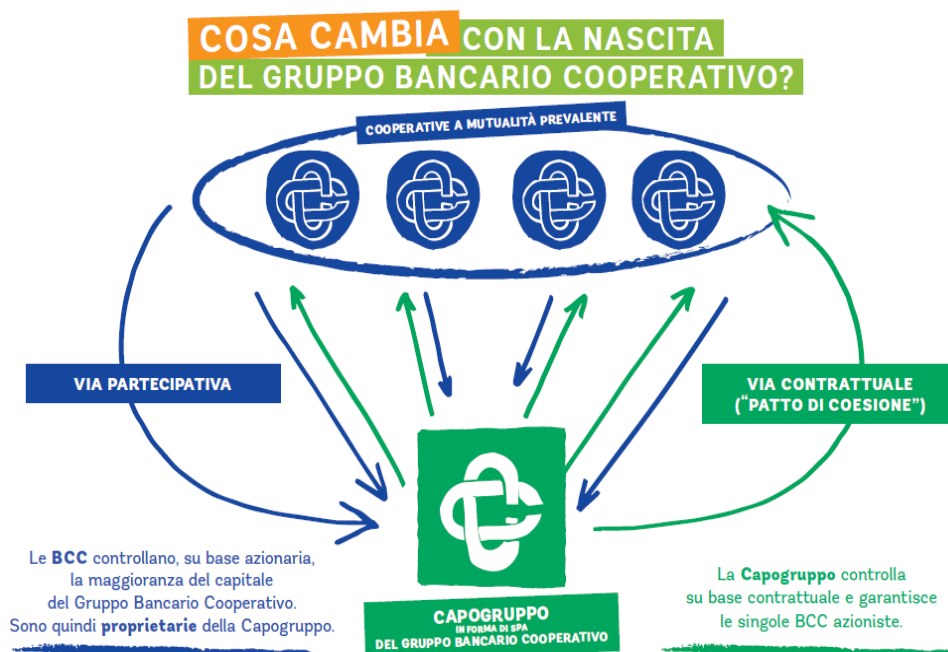 COSA CAMBIA CON LA NASCITA
DEL GRUPPO BANCARIO COOPERATIVO?
COOPERATIVE A MUTUALITÀ PREVALENTE
VIA PARTECIPATIVA
VIA CONTRATTUALE
("PATTO DI COESIONE")
Le BCC controllano, su base azionaria,
la maggioranza del capitale
del Gruppo Bancario Cooperativo.
Sono quindi proprietarie della Capogruppo.
CAPOGRUPPO
IN FORMA DI SPA
DEL GRUPPO BANCARIO COOPERATIVO
La Capogruppo controlla
su base contrattuale e garantisce
le singole BCC azioniste.